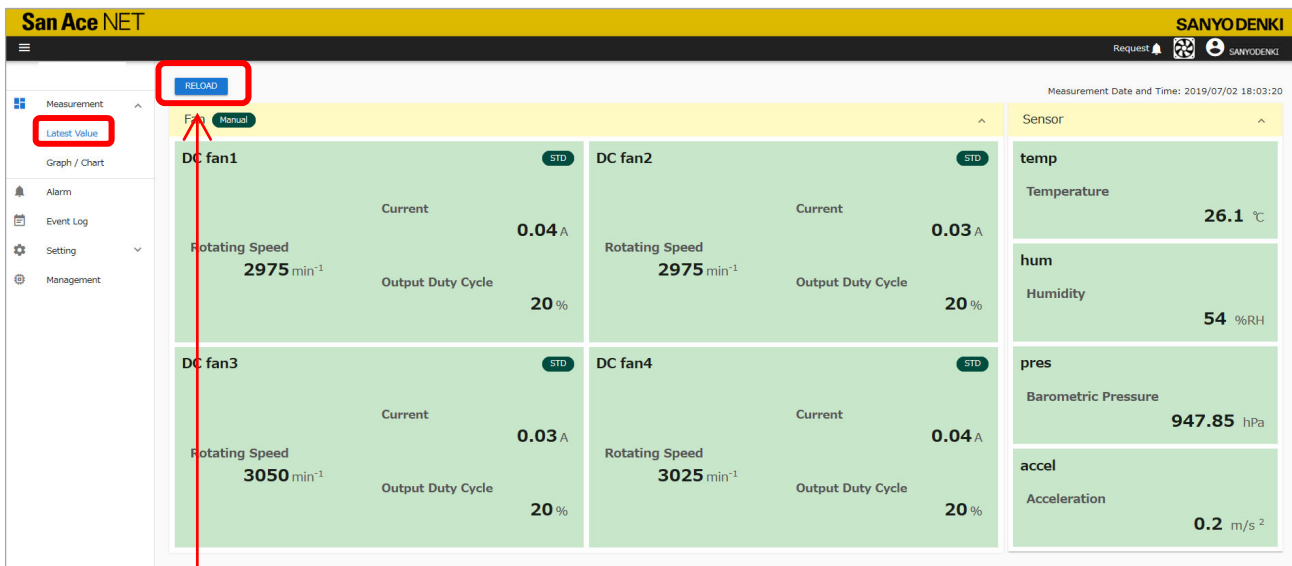 San Ace NET
SANYO DENKI
Request
SANYODENKI
RELOAD
Measurement Date and Time: 2019/07/02 18:03:20
Measurement
Latest Value
Graph / Chart
Alarm
Event Log
Setting
Management
Fan Manual
DC fan1 STD
Current
0.04 A
Rotating Speed
2975 min⁻¹
Output Duty Cycle
20 %
DC fan2 STD
Current
0.03 A
Rotating Speed
2975 min⁻¹
Output Duty Cycle
20 %
DC fan3 STD
Current
0.03 A
Rotating Speed
3050 min⁻¹
Output Duty Cycle
20 %
DC fan4 STD
Current
0.04 A
Rotating Speed
3025 min⁻¹
Output Duty Cycle
20 %
Sensor
temp
Temperature
26.1 ℃
hum
Humidity
54 %RH
pres
Barometric Pressure
947.85 hPa
accel
Acceleration
0.2 m/s²